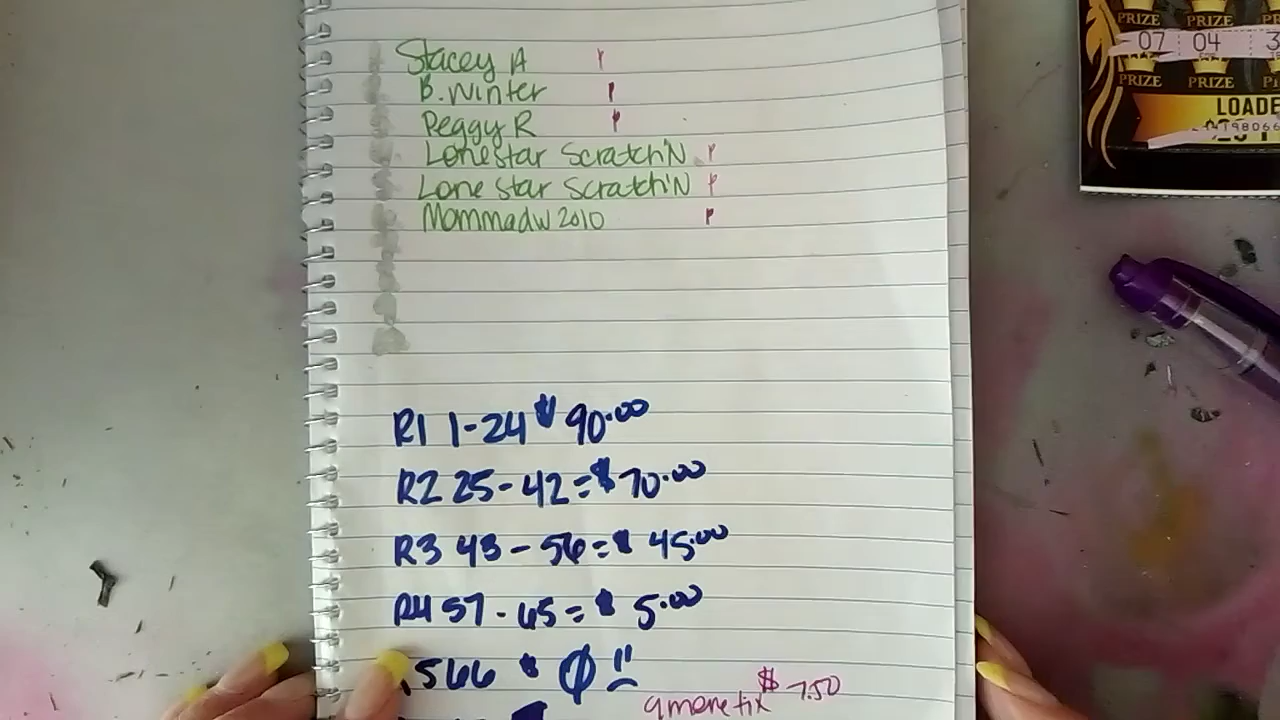 Stacey A P
B. Winter P
Peggy R P
Lonestar Scratch'N P
Lone Star Scratch'N P
Mommadw2010 P
R1 1-24 $ 90.00
R2 25-42=$70.00
R3 43-56=$ 45.00
R4 57-65=$ 5.00
566 $ Ø
9 more tix $ 7.50
PRIZE PRIZE
07 04 3
PRIZE PRIZE
LOADE